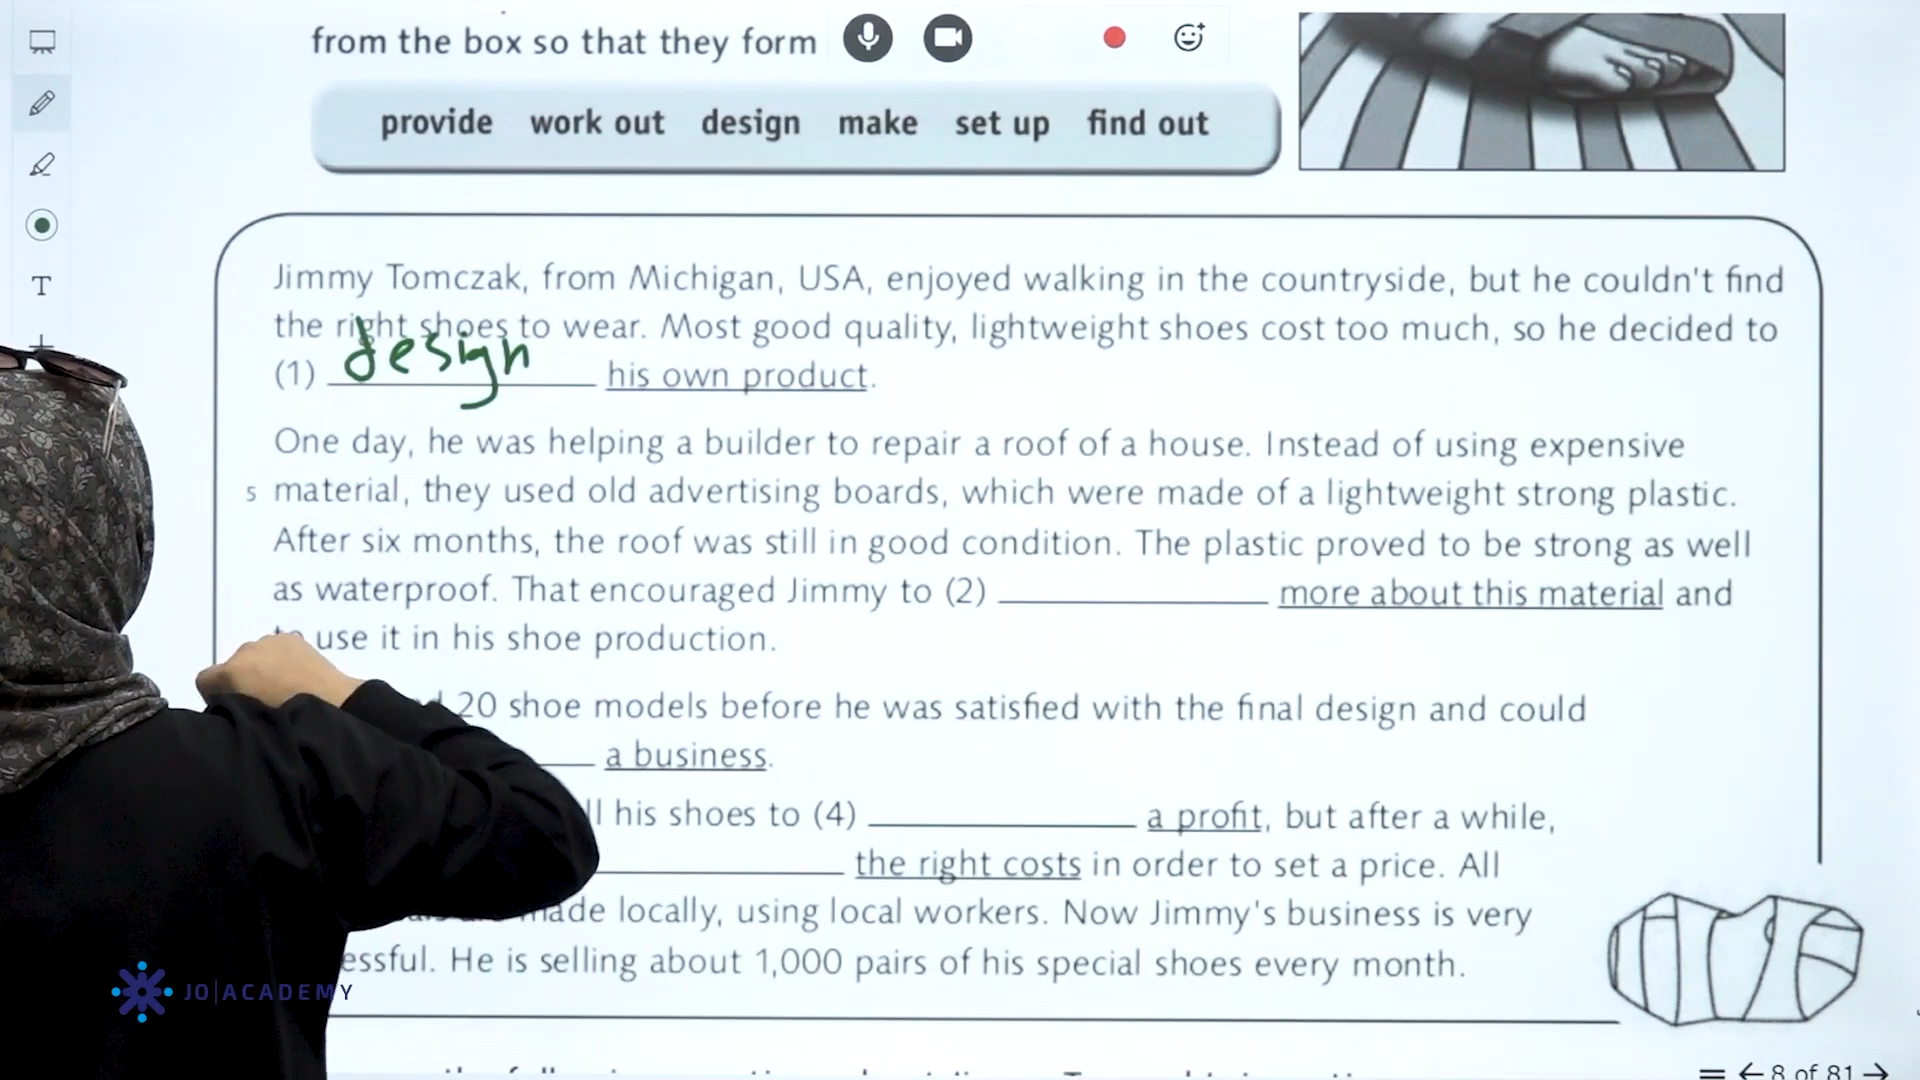 from the box so that they form
provide work out design make set up find out
Jimmy Tomczak, from Michigan, USA, enjoyed walking in the countryside, but he couldn't find
the right shoes to wear. Most good quality, lightweight shoes cost too much, so he decided to
(1) design his own product.
One day, he was helping a builder to repair a roof of a house. Instead of using expensive
5 material, they used old advertising boards, which were made of a lightweight strong plastic.
After six months, the roof was still in good condition. The plastic proved to be strong as well
as waterproof. That encouraged Jimmy to (2) more about this material and
use it in his shoe production.
20 shoe models before he was satisfied with the final design and could
a business.
his shoes to (4) a profit, but after a while,
the right costs in order to set a price. All
made locally, using local workers. Now Jimmy's business is very
essful. He is selling about 1,000 pairs of his special shoes every month.
JO|ACADEMY
8 of 81
T